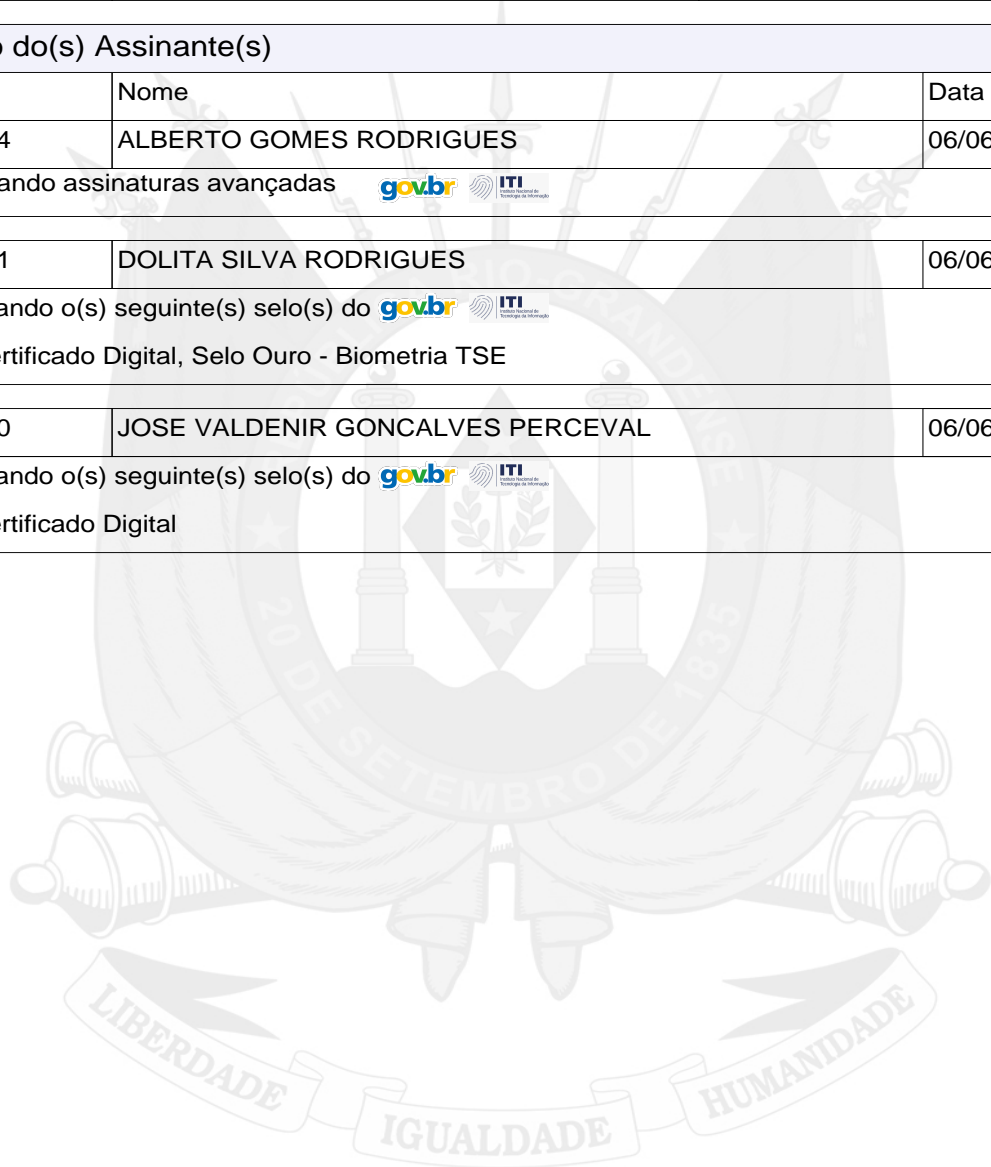 o do(s) Assinante(s)
Nome Data
4 ALBERTO GOMES RODRIGUES 06/06
ando assinaturas avançadas gov.br ITI
1 DOLITA SILVA RODRIGUES 06/06
ando o(s) seguinte(s) selo(s) do gov.br ITI
ertificado Digital, Selo Ouro - Biometria TSE
0 JOSE VALDENIR GONCALVES PERCEVAL 06/06
ando o(s) seguinte(s) selo(s) do gov.br ITI
ertificado Digital
20 DE SETEMBRO DE 1835
LIBERDADE IGUALDADE HUMANIDADE